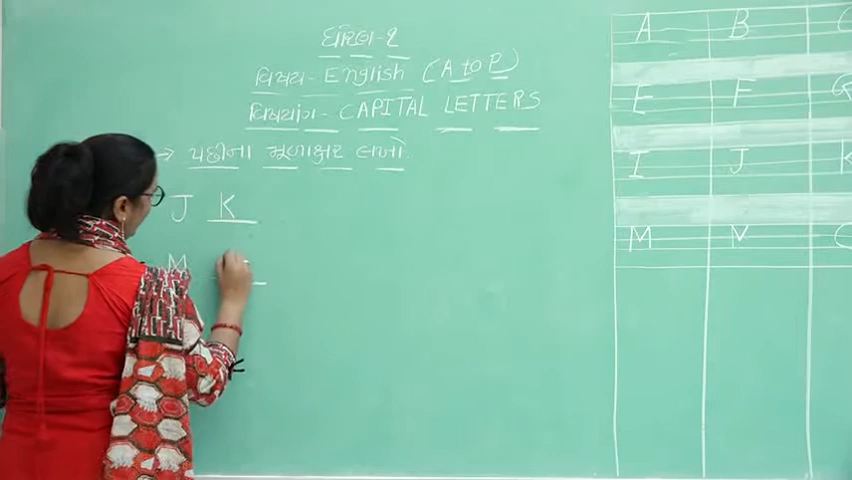 ધોરણ-૨
વિષય- English (A to P)
વિષયાંગ- CAPITAL LETTERS
→ પછીના મૂળાક્ષર લખો.
J K
M
A B C
E F G
I J K
M N